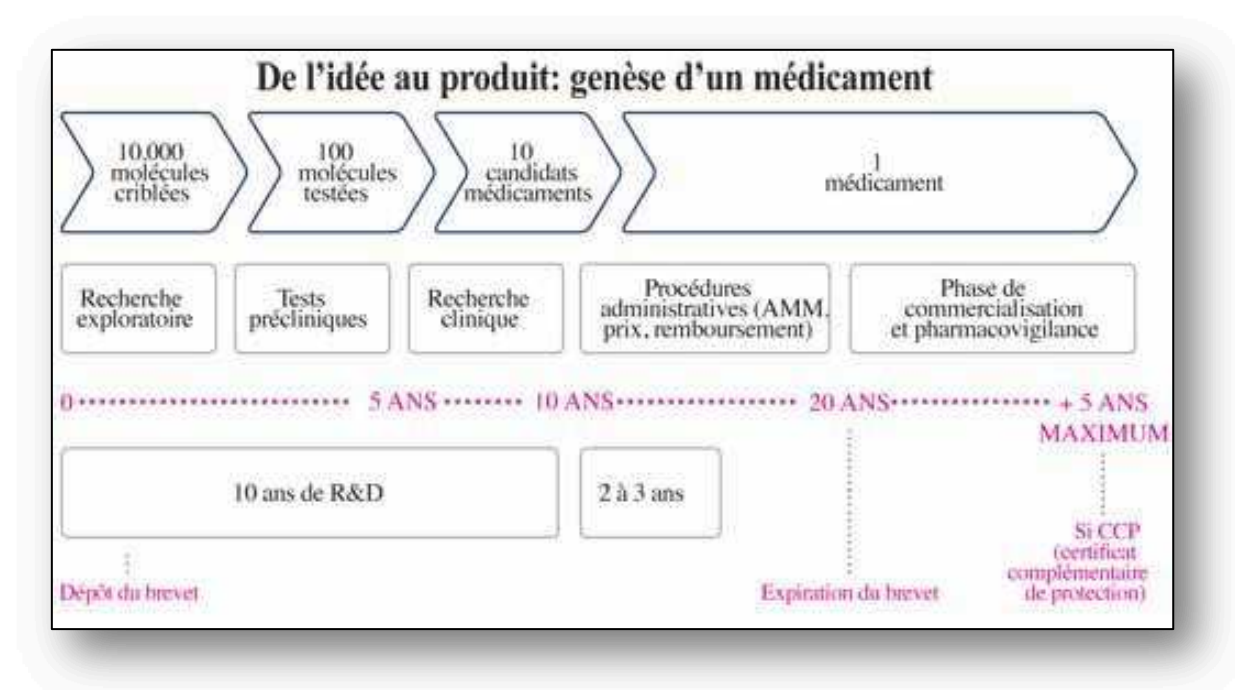 De l’idée au produit: genèse d’un médicament
10.000
molécules
criblées
100
molécules
testées
10
candidats
médicaments
1
médicament
Recherche
exploratoire
Tests
précliniques
Recherche
clinique
Procédures
administratives (AMM,
prix, remboursement)
Phase de
commercialisation
et pharmacovigilance
0 5 ANS 10 ANS 20 ANS + 5 ANS
MAXIMUM
10 ans de R&D
2 à 3 ans
Dépôt du brevet
Expiration du brevet
Si CCP
(certificat
complémentaire
de protection)